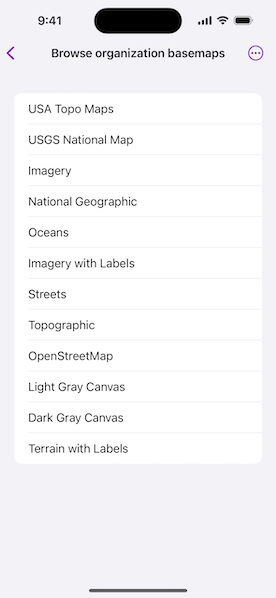 9:41
Browse organization basemaps
USA Topo Maps
USGS National Map
Imagery
National Geographic
Oceans
Imagery with Labels
Streets
Topographic
OpenStreetMap
Light Gray Canvas
Dark Gray Canvas
Terrain with Labels